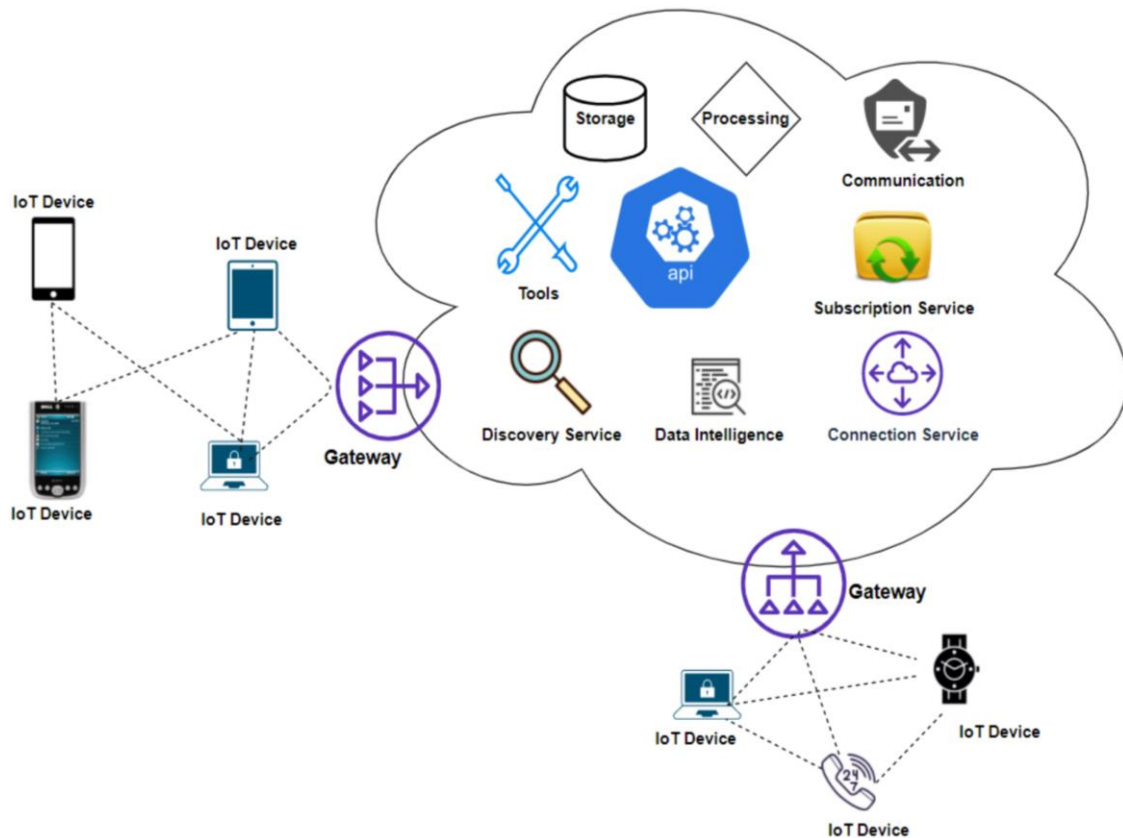 Storage
Processing
Communication
IoT Device
IoT Device
api
Tools
Subscription Service
Discovery Service
Data Intelligence
Connection Service
Gateway
IoT Device
IoT Device
Gateway
IoT Device
IoT Device
24
7
IoT Device